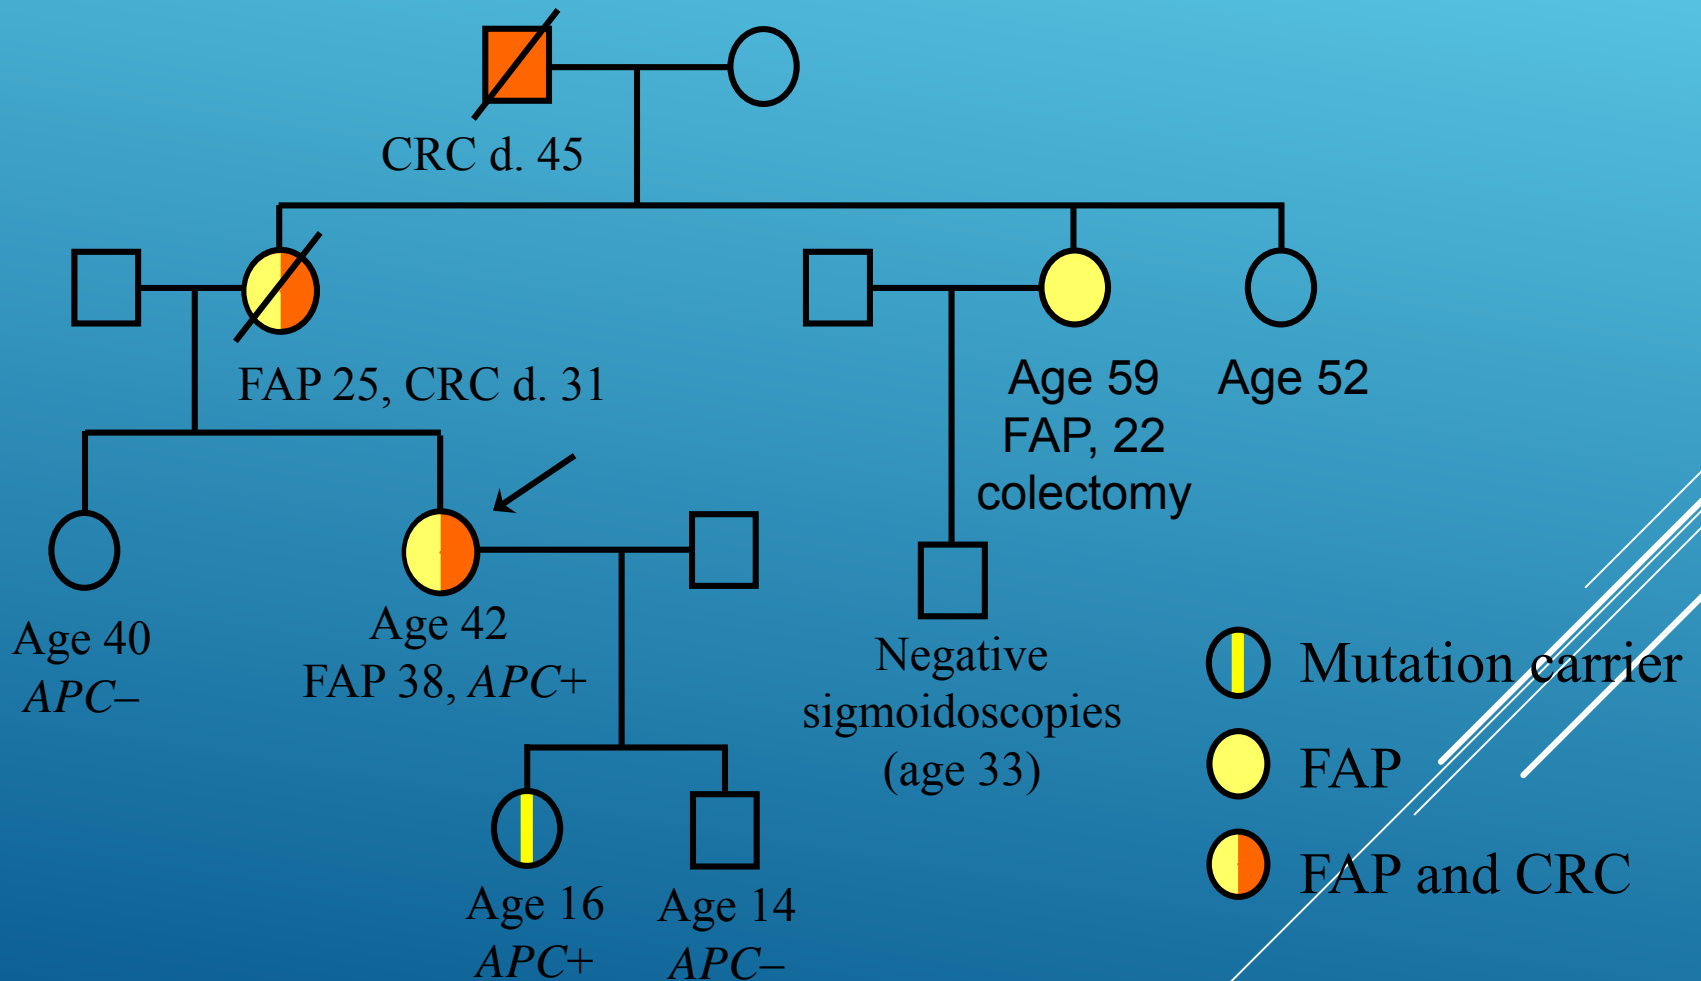 CRC d. 45
FAP 25, CRC d. 31
Age 59
FAP, 22
colectomy
Age 52
Age 40
APC–
Age 42
FAP 38, APC+
Negative
sigmoidoscopies
(age 33)
Age 16
APC+
Age 14
APC–
Mutation carrier
FAP
FAP and CRC